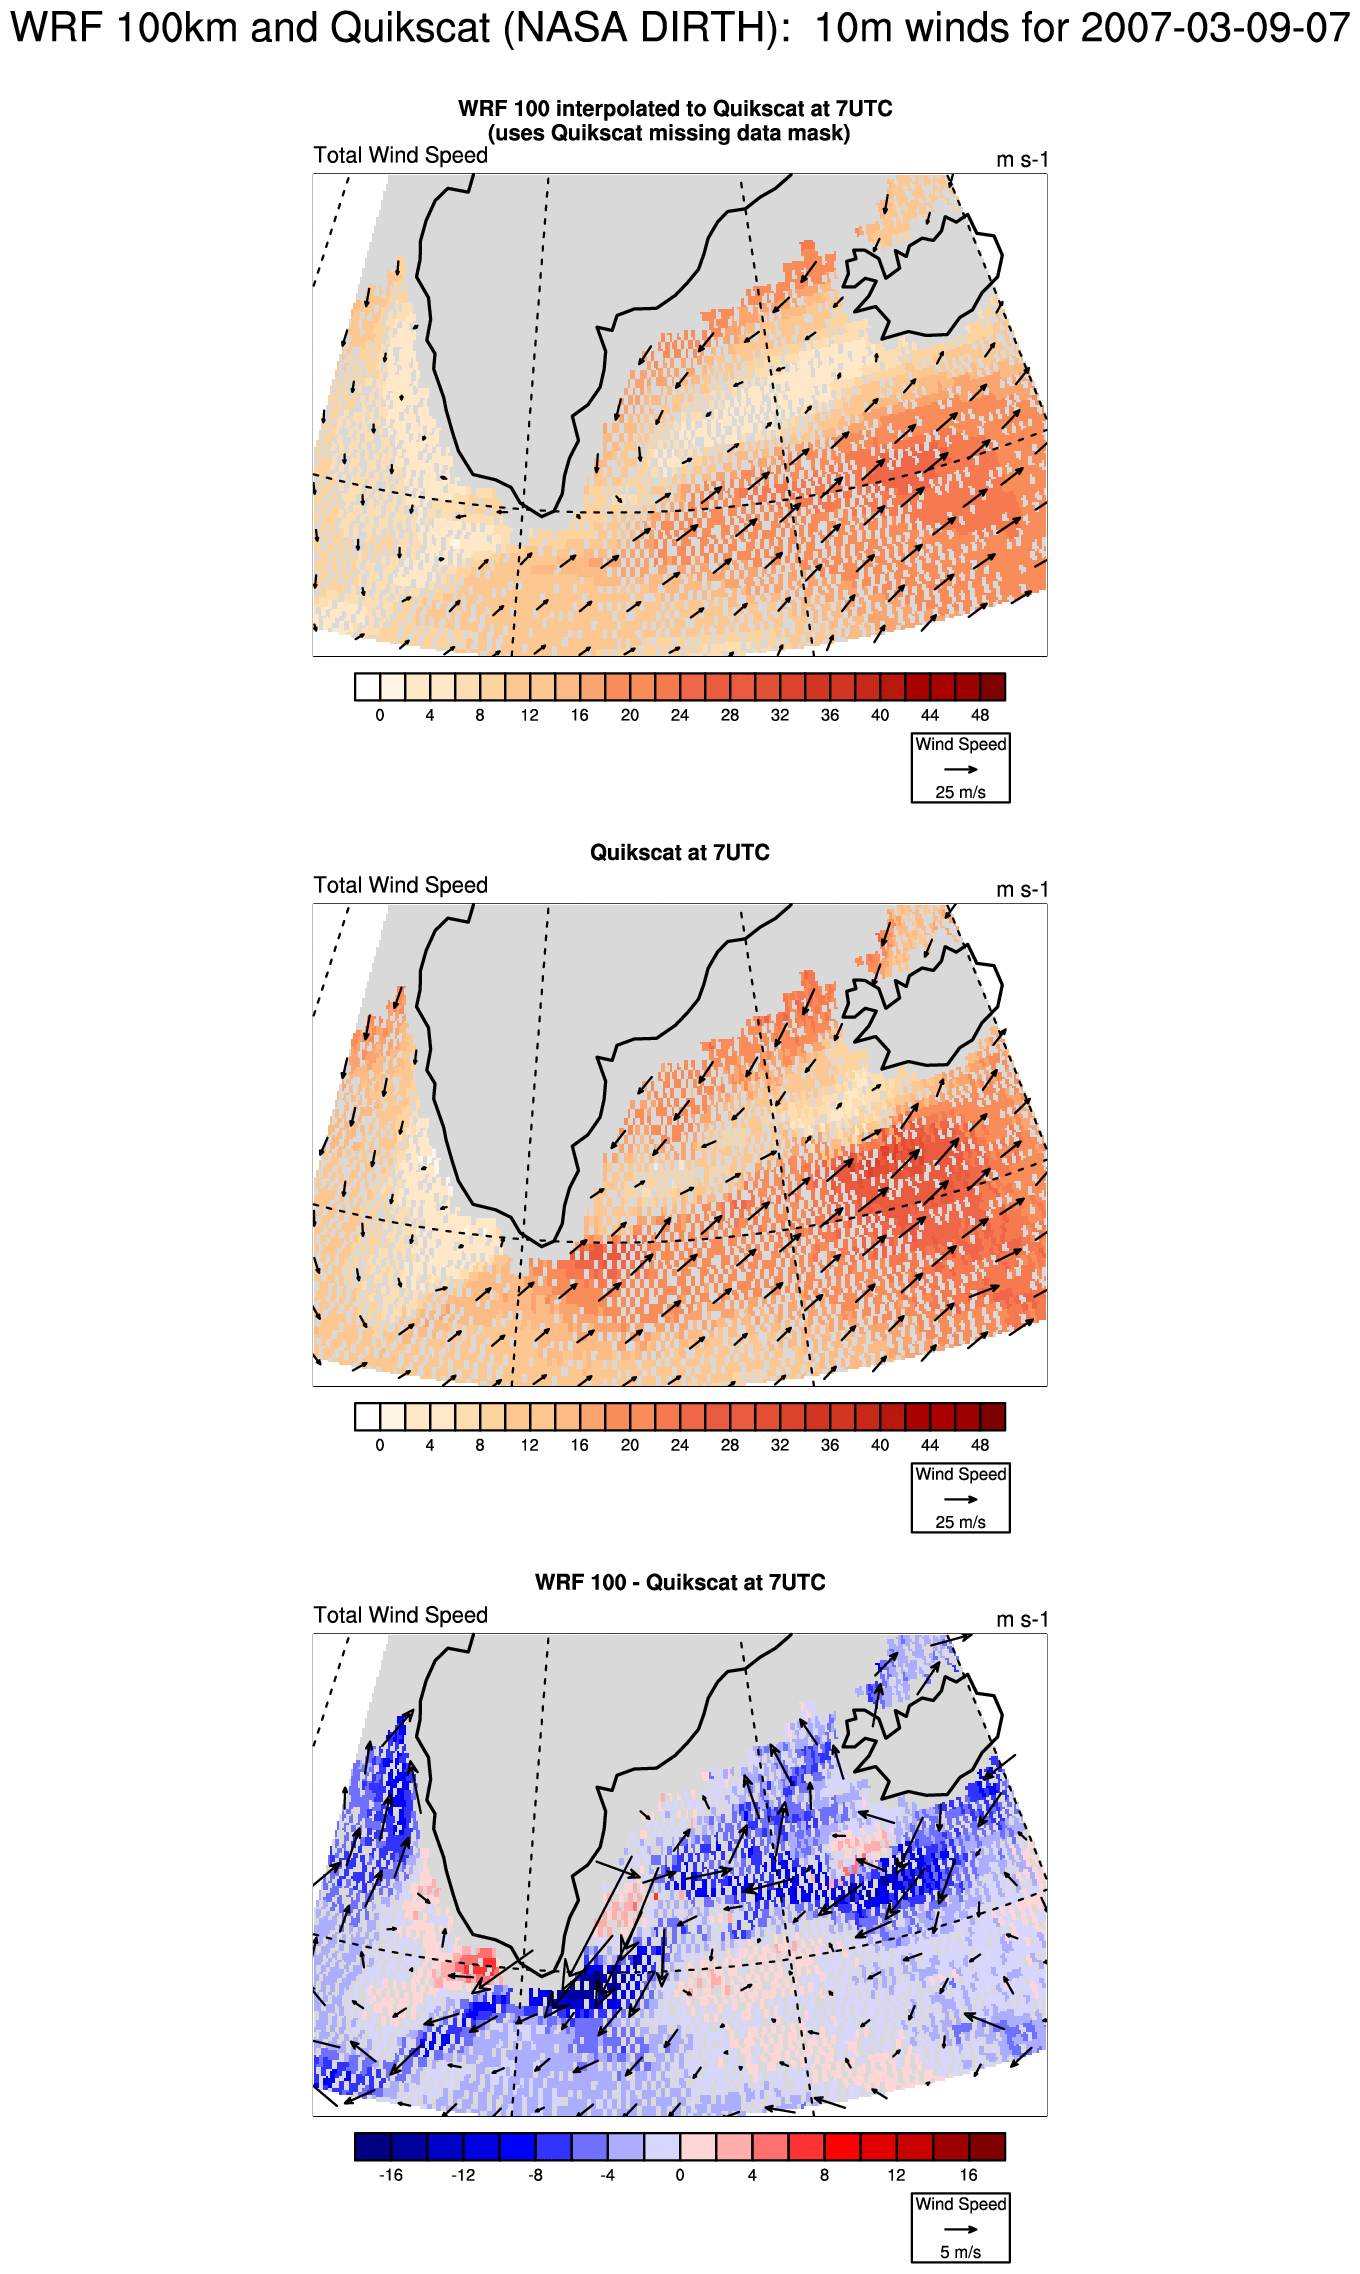 WRF 100km and Quikscat (NASA DIRTH):  10m winds for 2007-03-09-07
WRF 100 interpolated to Quikscat at 7UTC
(uses Quikscat missing data mask)
Total Wind Speed m s-1
0 4 8 12 16 20 24 28 32 36 40 44 48
Wind Speed
25 m/s
Quikscat at 7UTC
Total Wind Speed m s-1
0 4 8 12 16 20 24 28 32 36 40 44 48
Wind Speed
25 m/s
WRF 100 - Quikscat at 7UTC
Total Wind Speed m s-1
-16 -12 -8 -4 0 4 8 12 16
Wind Speed
5 m/s